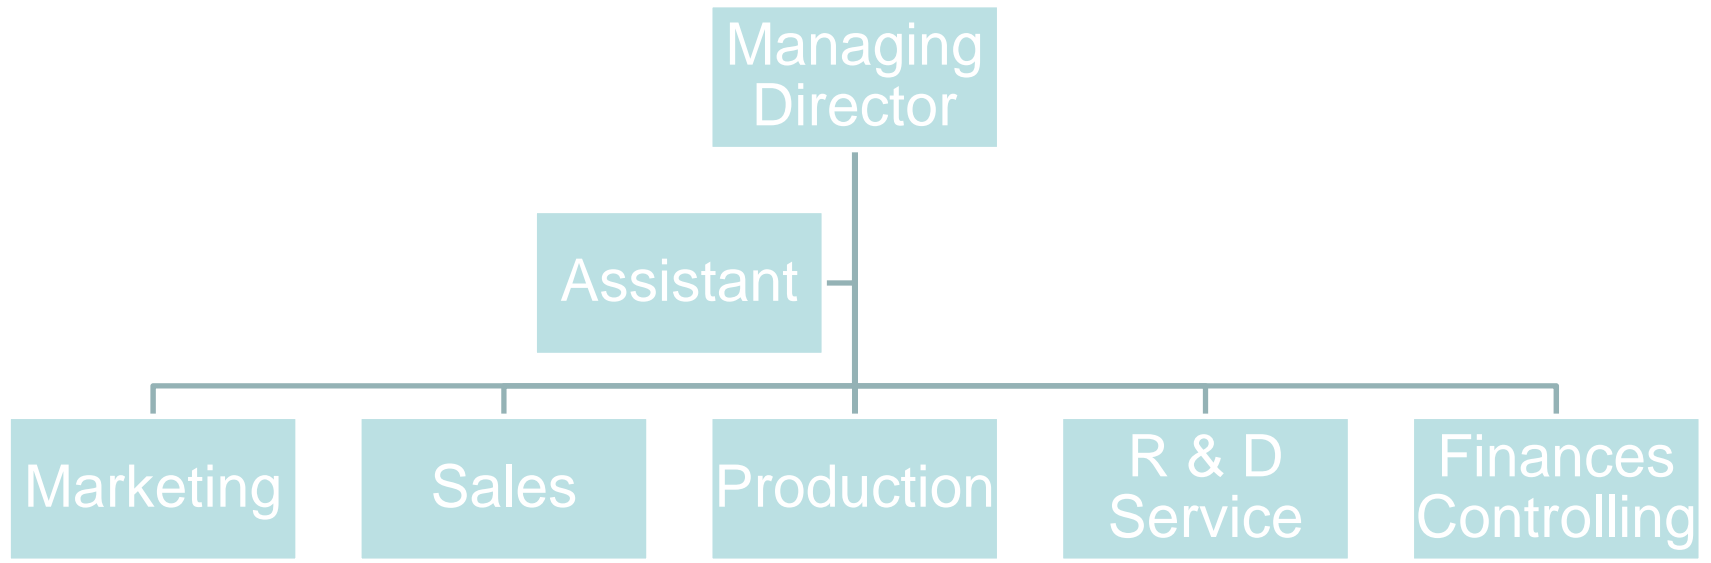 Managing
Director
Assistant
Marketing
Sales
Production
R & D
Service
Finances
Controlling